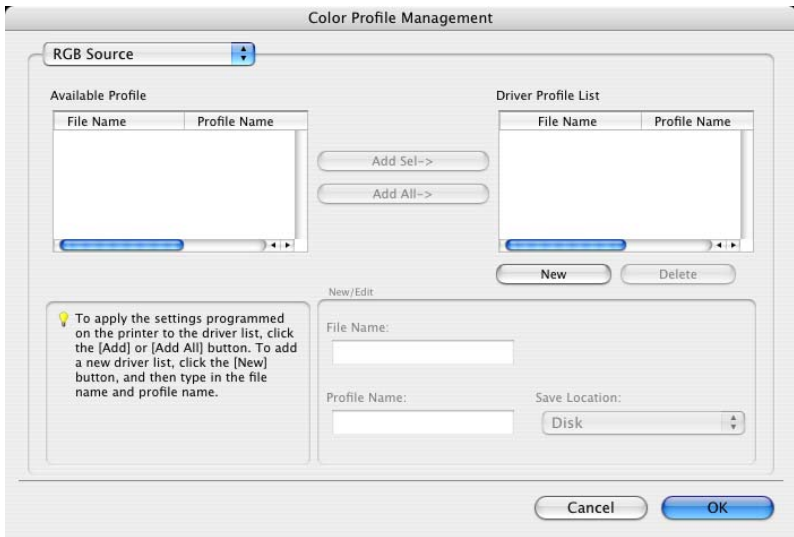 Color Profile Management
RGB Source
Available Profile
Driver Profile List
File Name Profile Name
File Name Profile Name
Add Sel->
Add All->
New Delete
New/Edit
To apply the settings programmed
on the printer to the driver list, click
the [Add] or [Add All] button. To add
a new driver list, click the [New]
button, and then type in the file
name and profile name.
File Name:
Profile Name:
Save Location:
Disk
Cancel OK